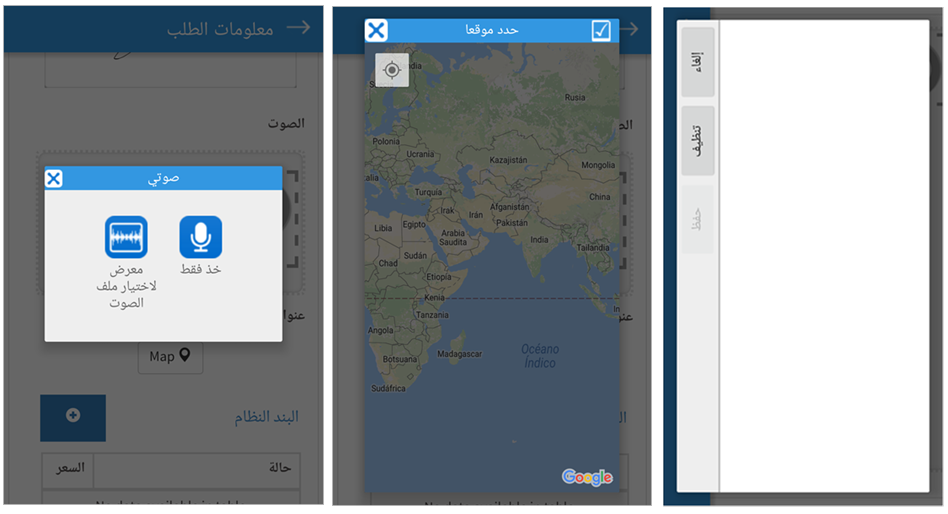 معلومات الطلب
الصوت
صوتي
معرض
لاختيار ملف
الصوت
خذ فقط
Map
البند النظام
حالة
السعر
حدد موقعا
Rusia
Polonia
Ucrania
Kazajistán
Mongolia
Turquía
China
Afganistán
Irak
Irán
Pakistán
Libia
Egipto
Arabia
Saudita
India
Tailandia
Chad
Sudán
Etiopía
Kenia
Tanzania
Angola
Botsuana
Madagascar
Océano
Índico
Sudáfrica
Google
إلغاء
تنظيف
حفظ